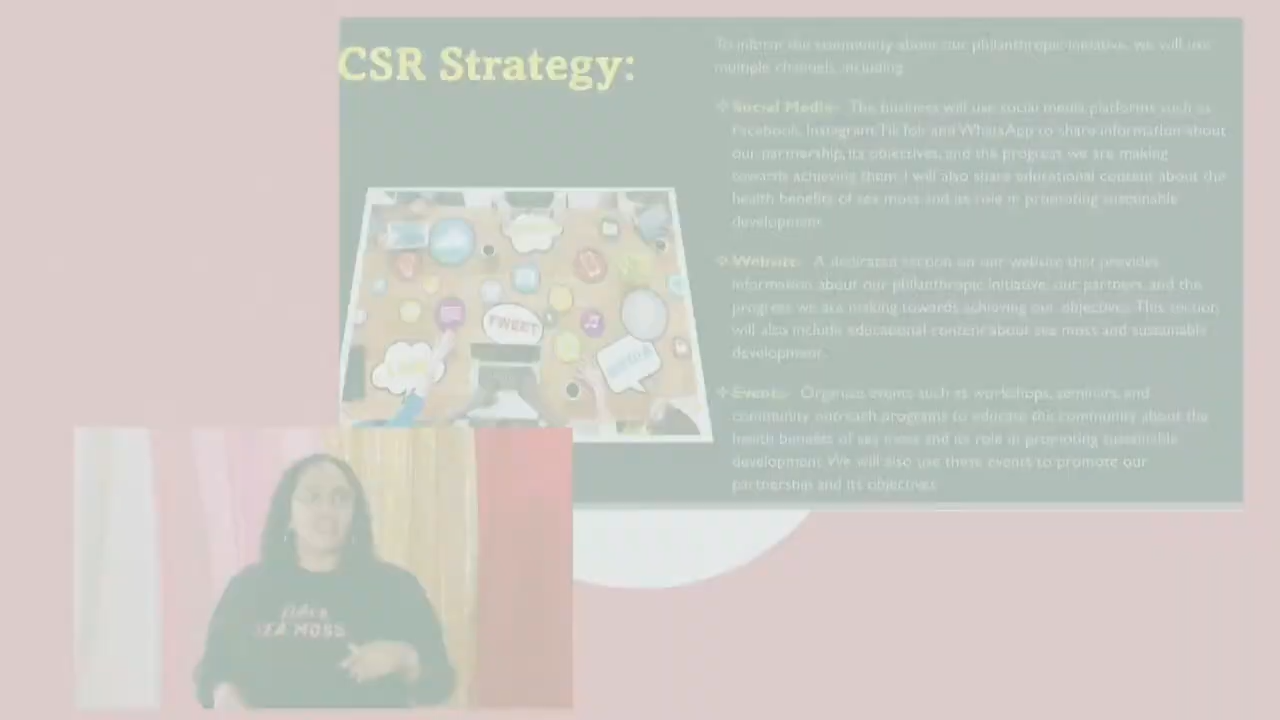 CSR Strategy:
To inform the community about our philanthropic initiative, we will use
multiple channels, including:
❖ Social Media: The business will use social media platforms such as
Facebook, Instagram, TikTok and WhatsApp to share information about
our partnership, its objectives, and the progress we are making
towards achieving them. I will also share educational content about the
health benefits of sea moss and its role in promoting sustainable
development.
❖ Website: A dedicated section on our website that provides
information about our philanthropic initiative, our partners, and the
progress we are making towards achieving our objectives. This section
will also include educational content about sea moss and sustainable
development.
❖ Events: Organize events such as workshops, seminars, and
community outreach programs to educate the community about the
health benefits of sea moss and its role in promoting sustainable
development. We will also use these events to promote our
partnership and its objectives.
TWEET
MEDIA
SEA MOSS